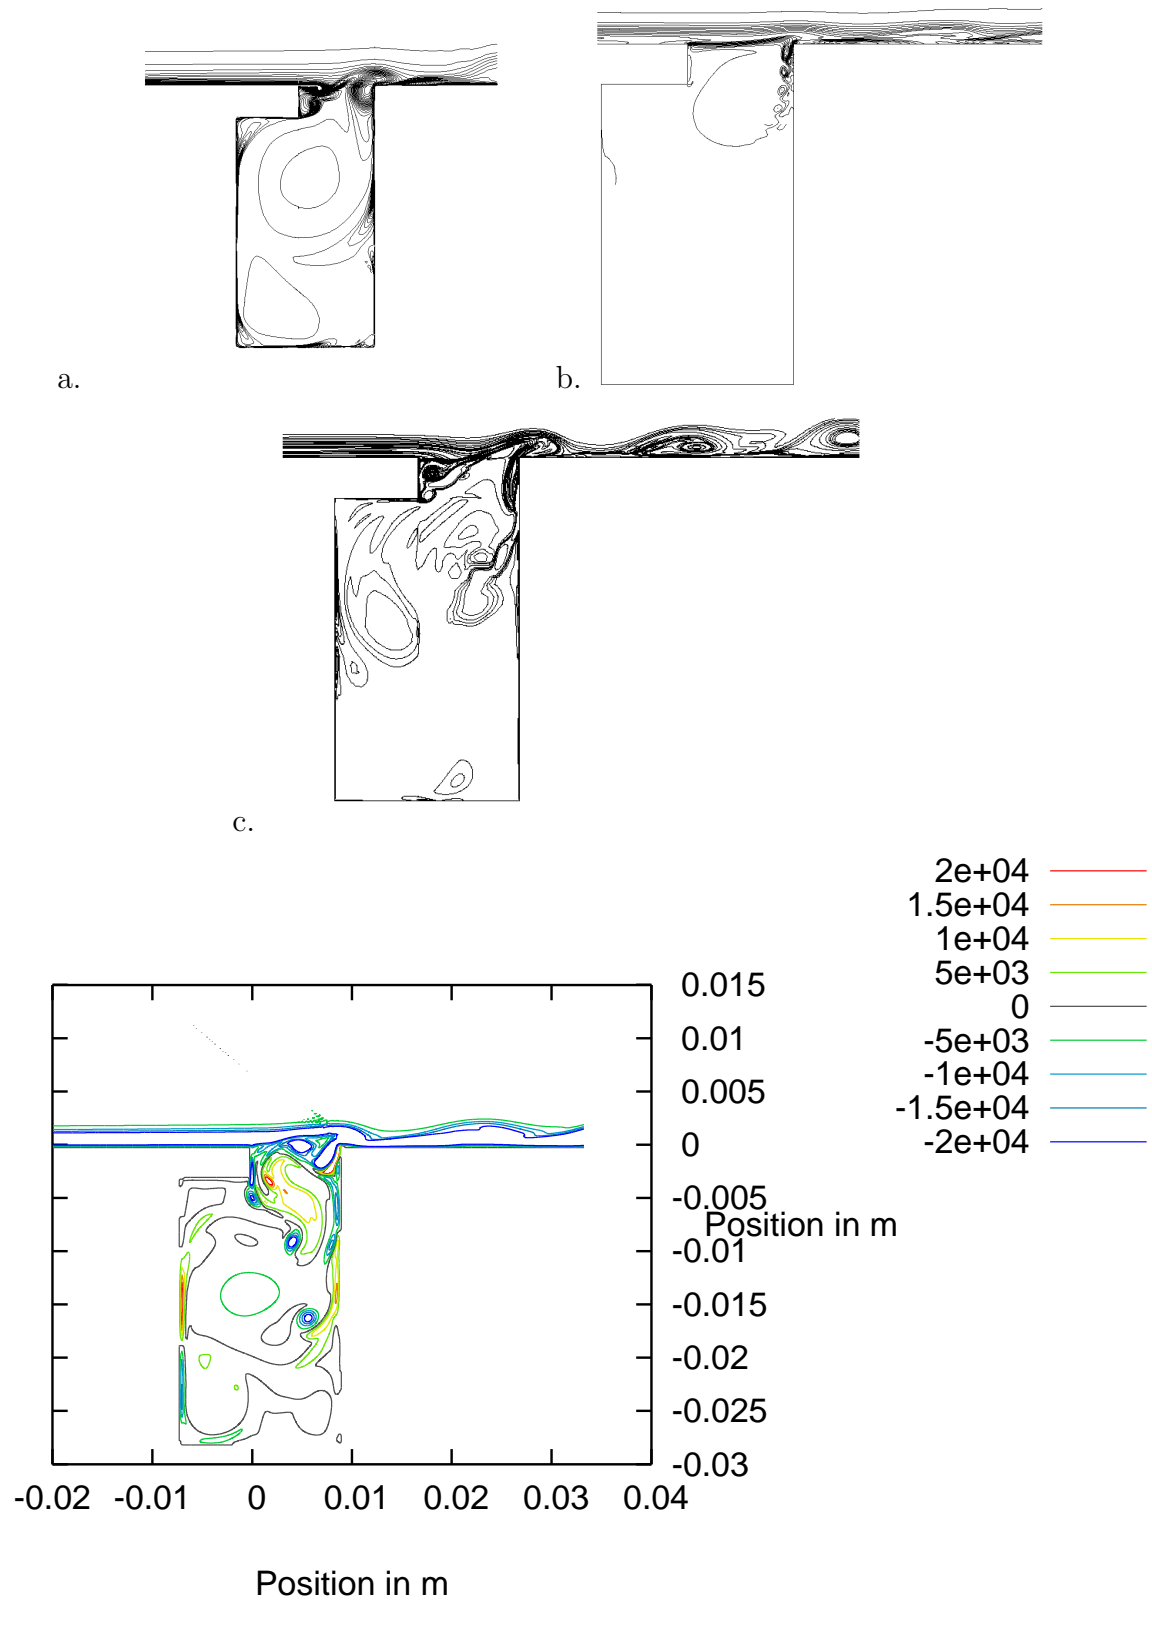 a.
b.
c.
2e+04
1.5e+04
1e+04
5e+03
0
-5e+03
-1e+04
-1.5e+04
-2e+04
0.015
0.01
0.005
0
-0.005
Position in m
-0.01
-0.015
-0.02
-0.025
-0.03
-0.02 -0.01 0 0.01 0.02 0.03 0.04
Position in m